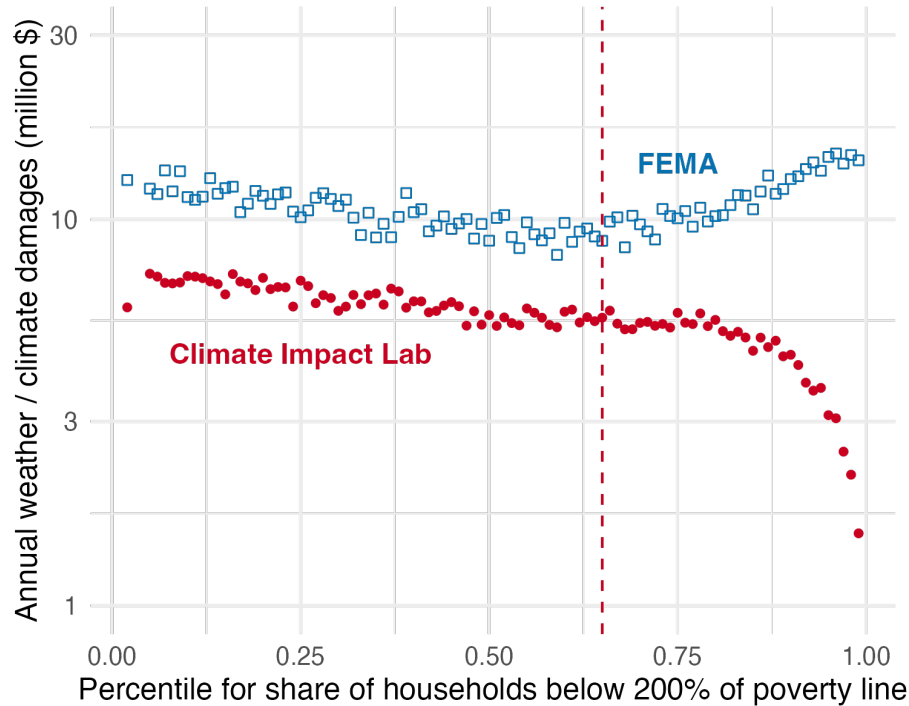 Annual weather / climate damages (million $)
30
10
3
1
FEMA
Climate Impact Lab
0.00 0.25 0.50 0.75 1.00
Percentile for share of households below 200% of poverty line